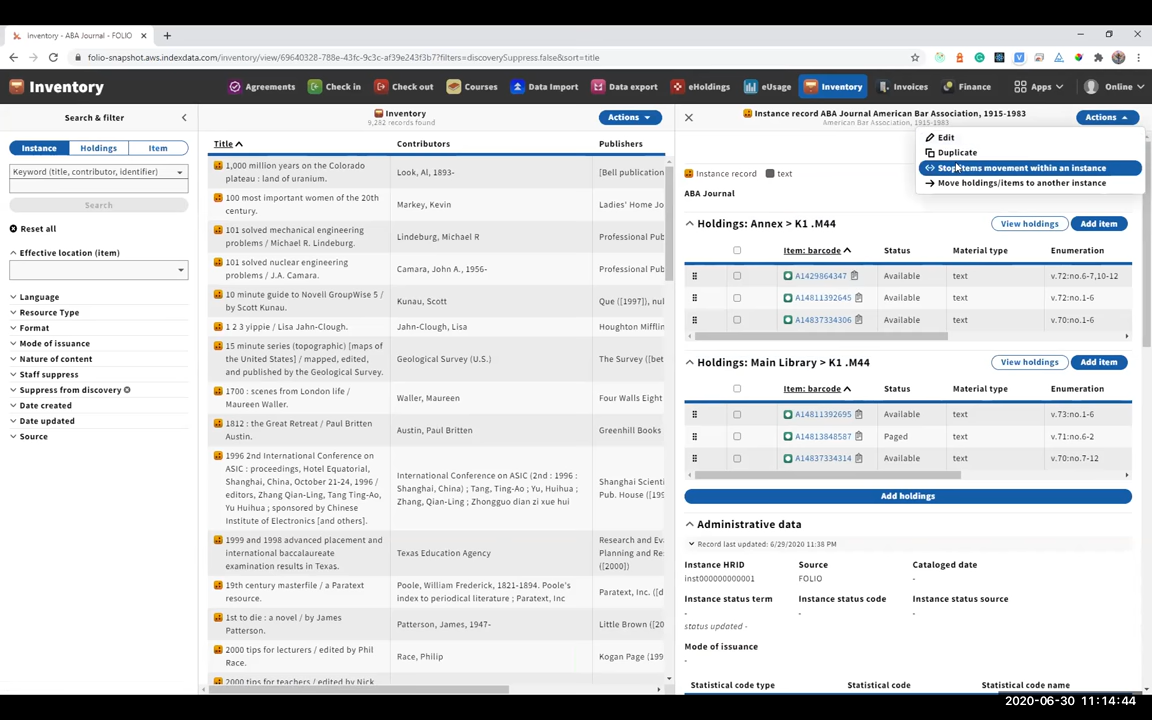 Inventory - ABA Journal - FOLIO
folio-snapshot.aws.indexdata.com/inventory/view/69640328-788e-43fc-9c3c-af39e243f3b7?filters=discoverySuppress.false&sort=title
Inventory
Agreements
Check in
Check out
Courses
Data Import
Data export
eHoldings
eUsage
Inventory
Invoices
Finance
Apps
Online
Search & filter
Instance
Holdings
Item
Keyword (title, contributor, identifier)
Search
Reset all
Effective location (item)
Language
Resource Type
Format
Mode of issuance
Nature of content
Staff suppress
Suppress from discovery
Date created
Date updated
Source
Inventory
9,282 records found
Actions
Title Contributors Publishers
1,000 million years on the Colorado
plateau : land of uranium.
Look, Al, 1893-
[Bell publication
100 most important women of the 20th
century.
Markey, Kevin
Ladies' Home Jo
101 solved mechanical engineering
problems / Michael R. Lindeburg.
Lindeburg, Michael R
Professional Pub
101 solved nuclear engineering
problems / J.A. Camara.
Camara, John A., 1956-
Professional Pub
10 minute guide to Novell GroupWise 5 /
by Scott Kunau.
Kunau, Scott
Que ([1997]), nul
1 2 3 yippie / Lisa Jahn-Clough.
Jahn-Clough, Lisa
Houghton Mifflin
15 minute series (topographic) [maps of
the United States] / mapped, edited,
and published by the Geological Survey.
Geological Survey (U.S.)
The Survey ([bet
1700 : scenes from London life /
Maureen Waller.
Waller, Maureen
Four Walls Eight
1812 : the Great Retreat / Paul Britten
Austin.
Austin, Paul Britten
Greenhill Books
1996 2nd International Conference on
ASIC : proceedings, Hotel Equatorial,
Shanghai, China, October 21-24, 1996 /
editors, Zhang Qian-Ling, Tang Ting-Ao,
Yu Huihua ; sponsored by Chinese
Institute of Electronics [and others].
International Conference on ASIC (2nd : 1996 :
Shanghai, China) ; Tang, Ting-Ao ; Yu, Huihua ;
Zhang, Qian-Ling ; Zhongguo dian zi xue hui
Shanghai Scienti
Pub. House ([199
1999 and 1998 advanced placement and
international baccalaureate
examination results in Texas.
Texas Education Agency
Research and Eva
Planning and Re
([2000])
19th century masterfile / a Paratext
resource.
Poole, William Frederick, 1821-1894. Poole's
index to periodical literature ; Paratext, Inc
Paratext, Inc. ([d
1st to die : a novel / by James
Patterson.
Patterson, James, 1947-
Little Brown ([20
2000 tips for lecturers / edited by Phil
Race.
Race, Philip
Kogan Page (199
2000 tips for teachers / edited by Nick
Instance record ABA Journal American Bar Association, 1915-1983
American Bar Association, 1915-1983
Actions
Edit
Duplicate
Stop items movement within an instance
Move holdings/items to another instance
Instance record text
ABA Journal
Holdings: Annex > K1 .M44
View holdings
Add item
Item: barcode Status Material type Enumeration
A1429864347 Available text v.72:no.6-7,10-12
A14811392645 Available text v.72:no.1-6
A14837334306 Available text v.70:no.1-6
Holdings: Main Library > K1 .M44
View holdings
Add item
Item: barcode Status Material type Enumeration
A14811392695 Available text v.73:no.1-6
A14813848587 Paged text v.71:no.6-2
A14837334314 Available text v.70:no.7-12
Add holdings
Administrative data
Record last updated: 6/29/2020 11:38 PM
Instance HRID Source Cataloged date
inst000000000001 FOLIO -
Instance status term Instance status code Instance status source
- - -
status updated -
Mode of issuance
-
Statistical code type Statistical code Statistical code name
2020-06-30 11:14:44